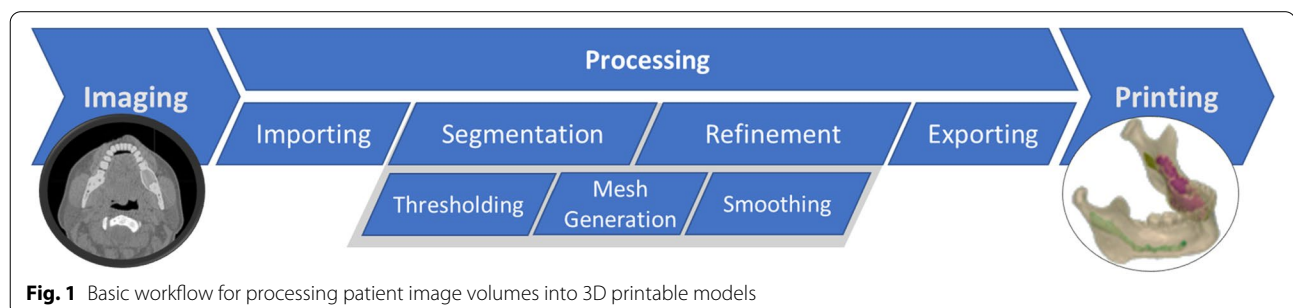 Processing
Imaging
Printing
Importing
Segmentation
Refinement
Exporting
Thresholding
Mesh
Generation
Smoothing
Fig. 1 Basic workflow for processing patient image volumes into 3D printable models